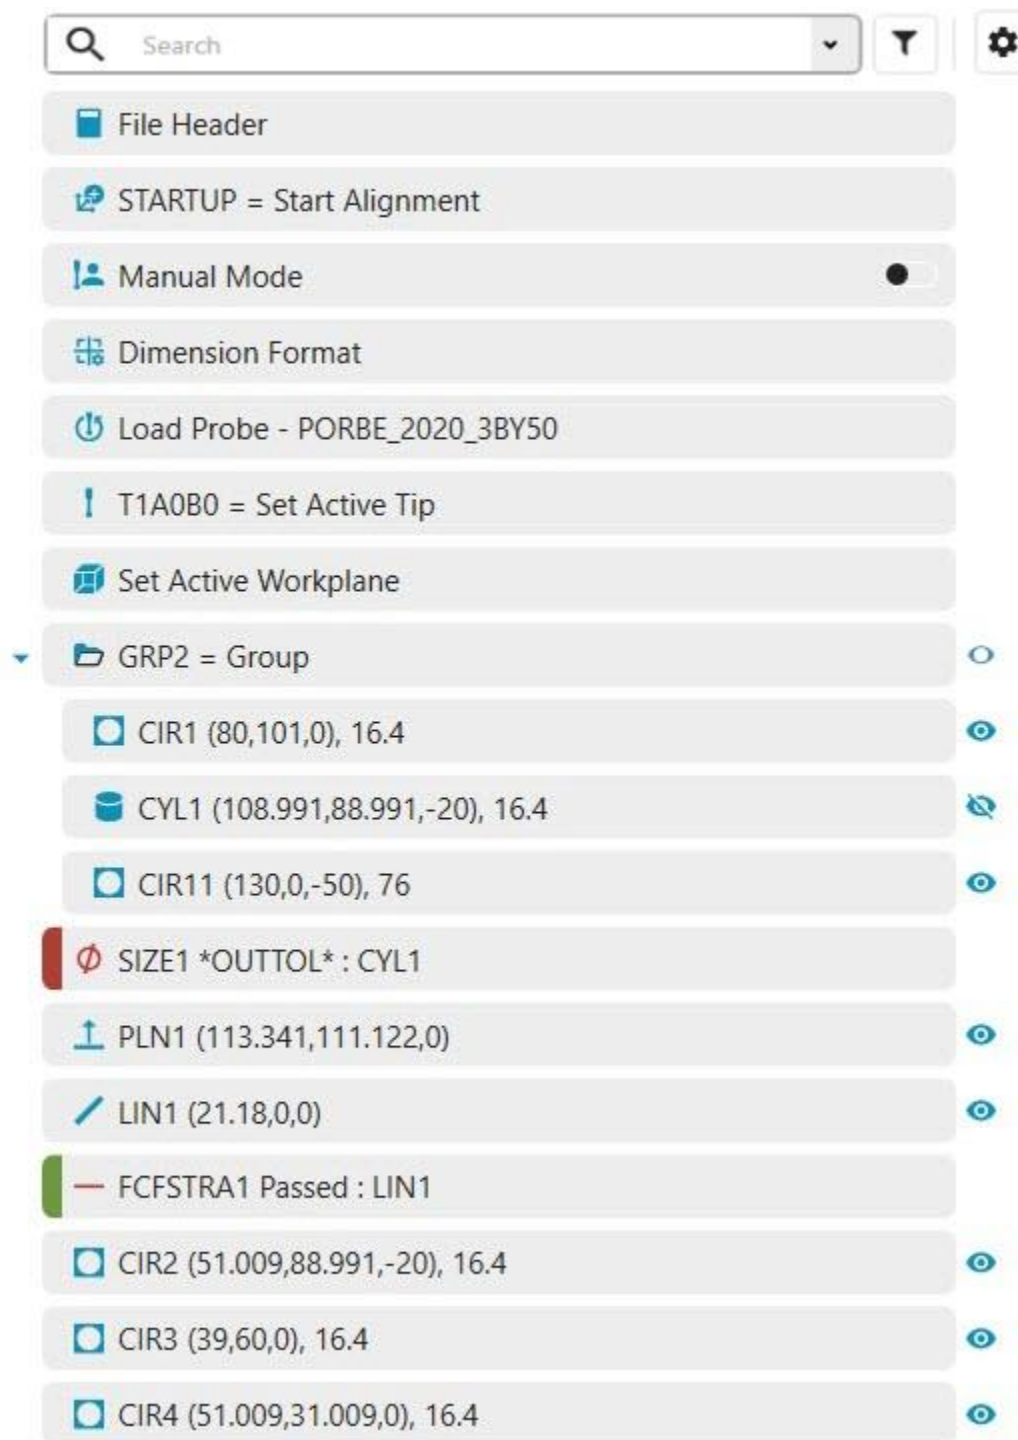 Search
File Header
STARTUP = Start Alignment
Manual Mode
Dimension Format
Load Probe - PORBE_2020_3BY50
T1A0B0 = Set Active Tip
Set Active Workplane
GRP2 = Group
CIR1 (80,101,0), 16.4
CYL1 (108.991,88.991,-20), 16.4
CIR11 (130,0,-50), 76
SIZE1 *OUTTOL* : CYL1
PLN1 (113.341,111.122,0)
LIN1 (21.18,0,0)
FCFSTRA1 Passed : LIN1
CIR2 (51.009,88.991,-20), 16.4
CIR3 (39,60,0), 16.4
CIR4 (51.009,31.009,0), 16.4